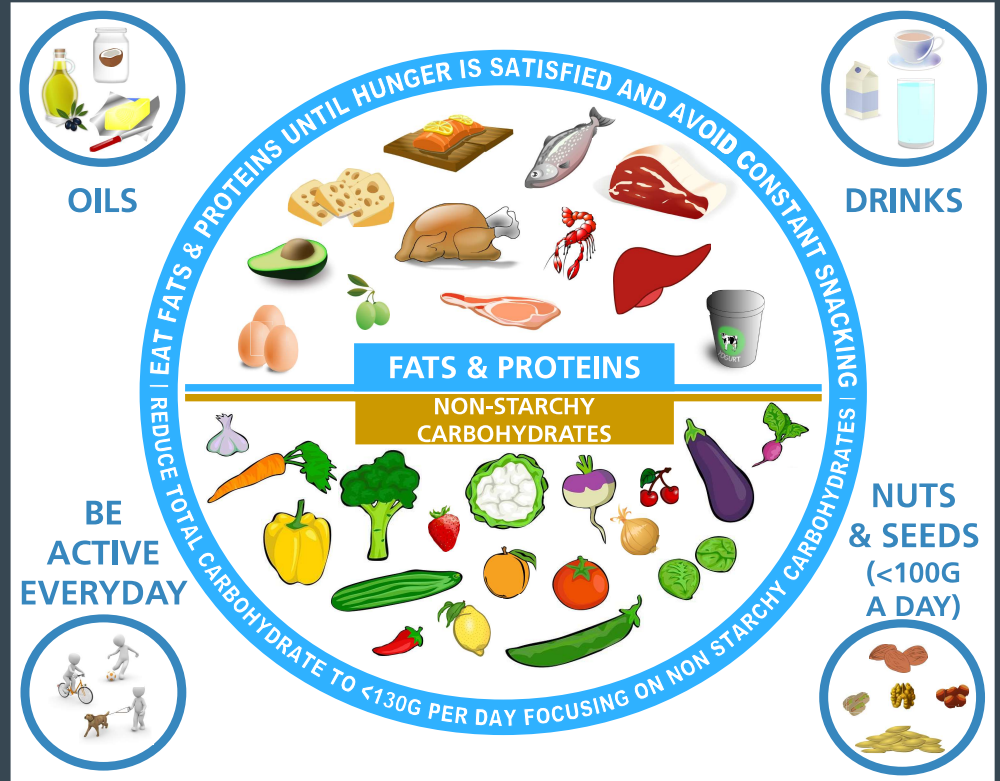 OILS
DRINKS
| EAT FATS & PROTEINS UNTIL HUNGER IS SATISFIED AND AVOID CONSTANT SNACKING |
YOGURT
FATS & PROTEINS
NON-STARCHY
CARBOHYDRATES
REDUCE TOTAL CARBOHYDRATE TO <130G PER DAY FOCUSING ON NON STARCHY CARBOHYDRATES
BE
ACTIVE
EVERYDAY
NUTS
& SEEDS
(<100G
A DAY)